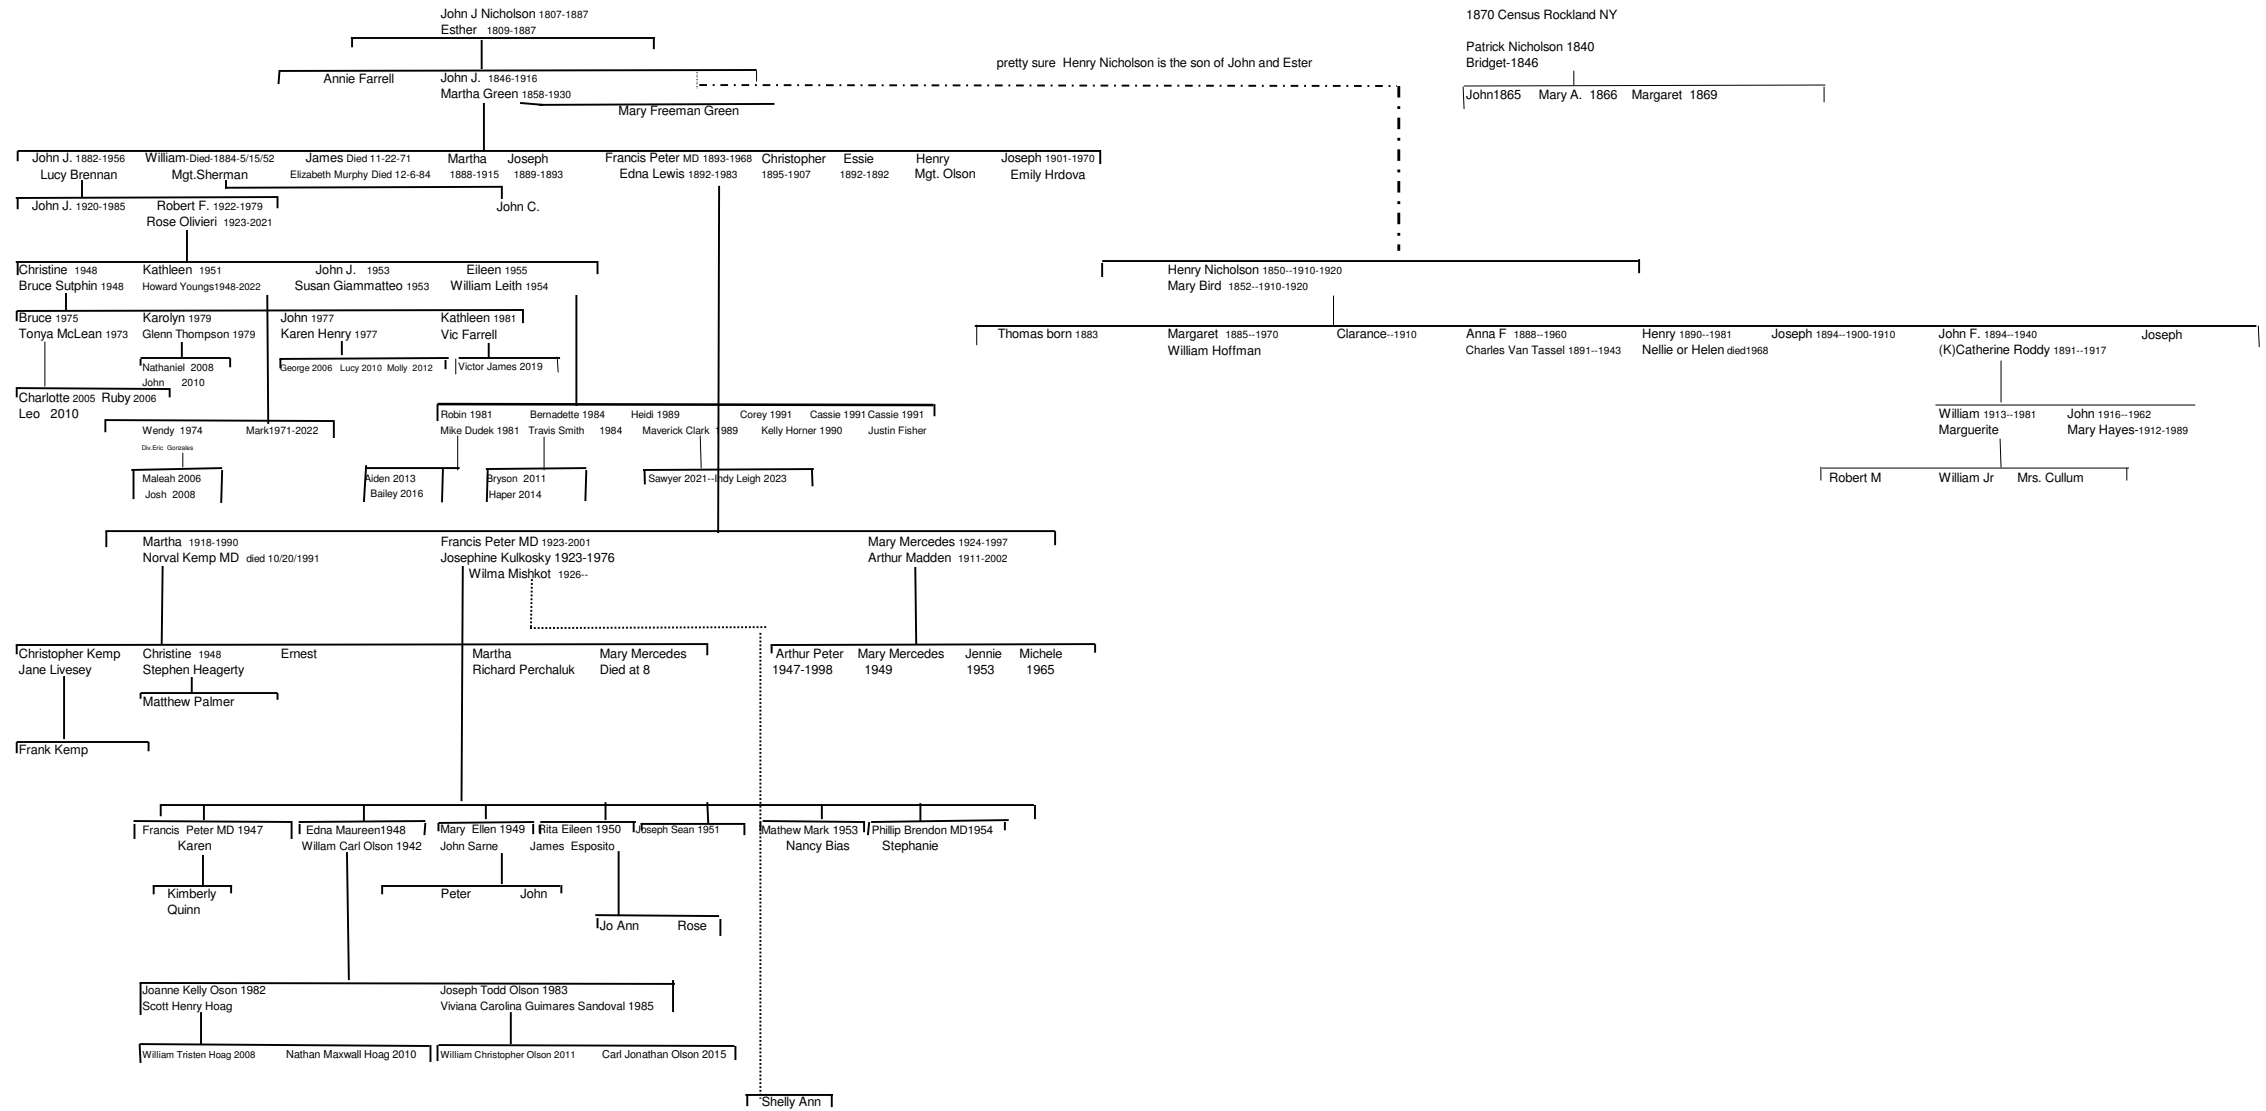 John J Nicholson 1807-1887
Esther 1809-1887
1870 Census Rockland NY
Patrick Nicholson 1840
Bridget-1846
John1865 Mary A. 1866 Margaret 1869
pretty sure Henry Nicholson is the son of John and Ester
Annie Farrell John J. 1846-1916
Martha Green 1858-1930
Mary Freeman Green
John J. 1882-1956 William-Died-1884-5/15/52 James Died 11-22-71 Martha Joseph Francis Peter MD 1893-1968 Christopher Essie Henry Joseph 1901-1970
Lucy Brennan Mgt.Sherman Elizabeth Murphy Died 12-6-84 1888-1915 1889-1893 Edna Lewis 1892-1983 1895-1907 1892-1892 Mgt. Olson Emily Hrdova
John J. 1920-1985 Robert F. 1922-1979 John C.
Rose Olivieri 1923-2021
Christine 1948 Kathleen 1951 John J. 1953 Eileen 1955
Bruce Sutphin 1948 Howard Youngs1948-2022 Susan Giammatteo 1953 William Leith 1954
Henry Nicholson 1850--1910-1920
Mary Bird 1852--1910-1920
Bruce 1975 Karolyn 1979 John 1977 Kathleen 1981
Tonya McLean 1973 Glenn Thompson 1979 Karen Henry 1977 Vic Farrell
Thomas born 1883 Margaret 1885--1970 Clarance--1910 Anna F 1888--1960 Henry 1890--1981 Joseph 1894--1900-1910 John F. 1894--1940 Joseph
William Hoffman Charles Van Tassel 1891--1943 Nellie or Helen died1968 (K)Catherine Roddy 1891--1917
Nathaniel 2008 George 2006 Lucy 2010 Molly 2012 Victor James 2019
John 2010
Charlotte 2005 Ruby 2006
Leo 2010
Robin 1981 Bernadette 1984 Heidi 1989 Corey 1991 Cassie 1991 Cassie 1991
Wendy 1974 Mark1971-2022 Mike Dudek 1981 Travis Smith 1984 Maverick Clark 1989 Kelly Horner 1990 Justin Fisher
William 1913--1981 John 1916--1962
Marguerite Mary Hayes-1912-1989
Div.Eric Gonzales
Maleah 2006 Aiden 2013 Bryson 2011 Sawyer 2021--Indy Leigh 2023
Josh 2008 Bailey 2016 Haper 2014
Robert M William Jr Mrs. Cullum
Martha 1918-1990 Francis Peter MD 1923-2001 Mary Mercedes 1924-1997
Norval Kemp MD died 10/20/1991 Josephine Kulkosky 1923-1976 Arthur Madden 1911-2002
Wilma Mishkot 1926--
Christopher Kemp Christine 1948 Ernest Martha Mary Mercedes Arthur Peter Mary Mercedes Jennie Michele
Jane Livesey Stephen Heagerty Richard Perchaluk Died at 8 1947-1998 1949 1953 1965
Matthew Palmer
Frank Kemp
Francis Peter MD 1947 Edna Maureen1948 Mary Ellen 1949 Rita Eileen 1950 Joseph Sean 1951 Mathew Mark 1953 Phillip Brendon MD1954
Karen Willam Carl Olson 1942 John Sarne James Esposito Nancy Bias Stephanie
Kimberly Peter John
Quinn
Jo Ann Rose
Joanne Kelly Oson 1982 Joseph Todd Olson 1983
Scott Henry Hoag Viviana Carolina Guimares Sandoval 1985
William Tristen Hoag 2008 Nathan Maxwall Hoag 2010 William Christopher Olson 2011 Carl Jonathan Olson 2015
Shelly Ann